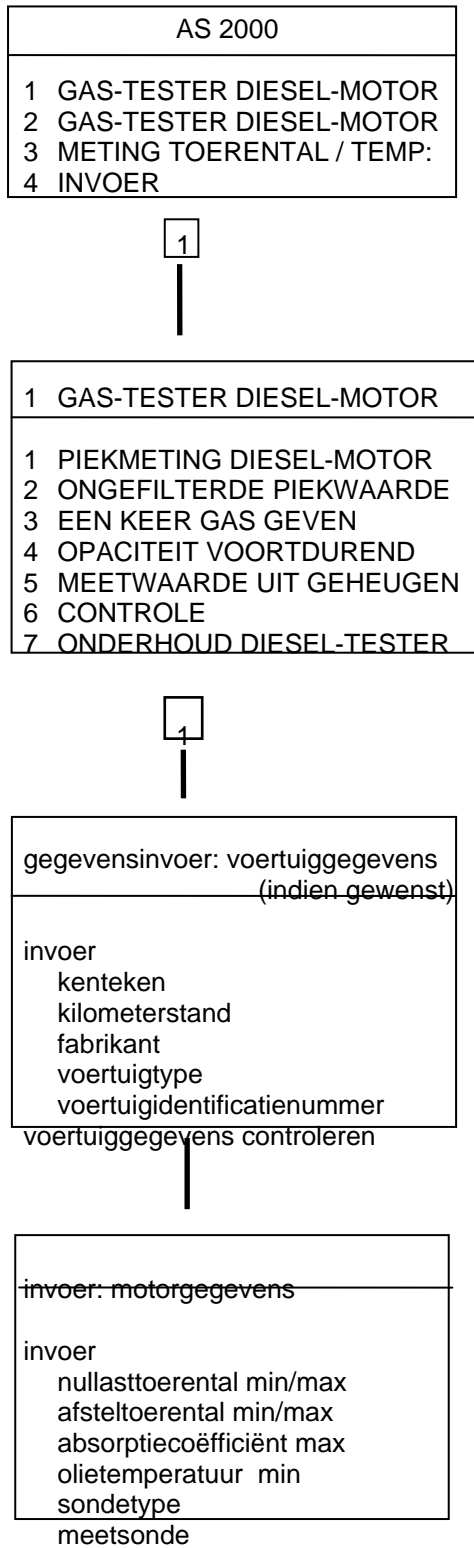 AS 2000
1 GAS-TESTER DIESEL-MOTOR
2 GAS-TESTER DIESEL-MOTOR
3 METING TOERENTAL / TEMP:
4 INVOER
1
1 GAS-TESTER DIESEL-MOTOR
1 PIEKMETING DIESEL-MOTOR
2 ONGEFILTERDE PIEKWAARDE
3 EEN KEER GAS GEVEN
4 OPACITEIT VOORTDUREND
5 MEETWAARDE UIT GEHEUGEN
6 CONTROLE
7 ONDERHOUD DIESEL-TESTER
1
gegevensinvoer: voertuiggegevens
(indien gewenst)
invoer
kenteken
kilometerstand
fabrikant
voertuigtype
voertuigidentificatienummer
voertuiggegevens controleren
invoer: motorgegevens
invoer
nullasttoerental min/max
afsteltoerental min/max
absorptiecoëfficiënt max
olietemperatuur min
sondetype
meetsonde